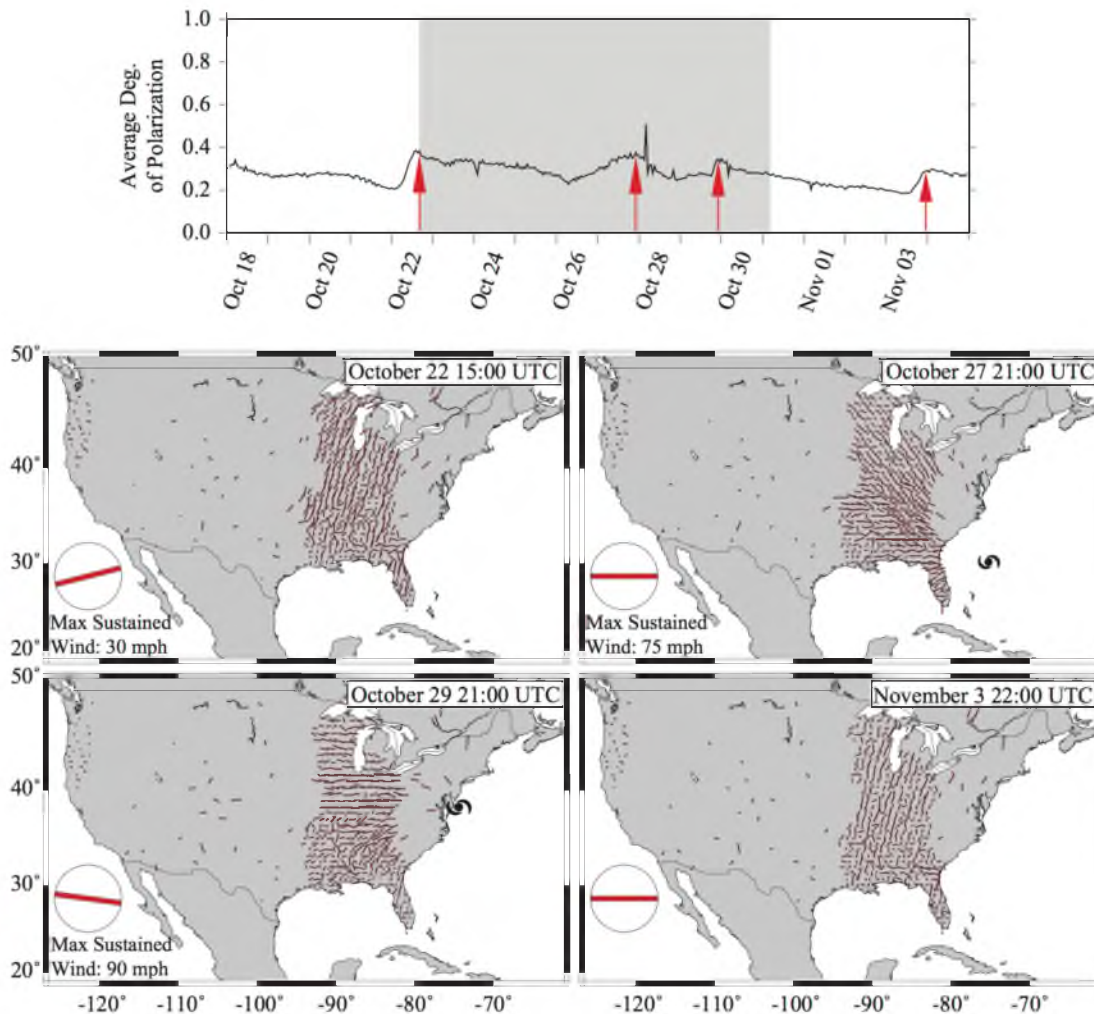 Average Deg.
of Polarization
1.0
0.8
0.6
0.4
0.2
0.0
Oct 18
Oct 20
Oct 22
Oct 24
Oct 26
Oct 28
Oct 30
Nov 01
Nov 03
50˚
40˚
30˚
20˚
October 22 15:00 UTC
Max Sustained
Wind: 30 mph
October 27 21:00 UTC
Max Sustained
Wind: 75 mph
50˚
40˚
30˚
20˚
October 29 21:00 UTC
Max Sustained
Wind: 90 mph
November 3 22:00 UTC
-120˚ -110˚ -100˚ -90˚ -80˚ -70˚
-120˚ -110˚ -100˚ -90˚ -80˚ -70˚